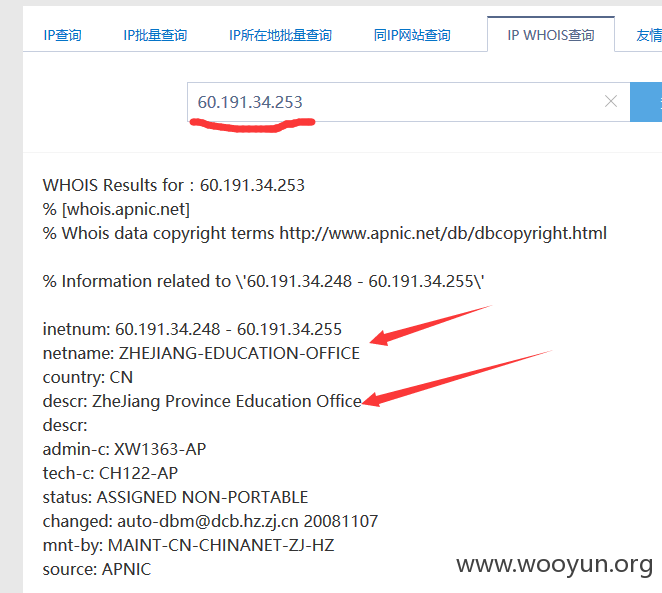 IP查询 IP批量查询 IP所在地批量查询 同IP网站查询 IP WHOIS查询 友情
60.191.34.253
WHOIS Results for : 60.191.34.253
% [whois.apnic.net]
% Whois data copyright terms http://www.apnic.net/db/dbcopyright.html
% Information related to \'60.191.34.248 - 60.191.34.255\'
inetnum: 60.191.34.248 - 60.191.34.255
netname: ZHEJIANG-EDUCATION-OFFICE
country: CN
descr: ZheJiang Province Education Office
descr:
admin-c: XW1363-AP
tech-c: CH122-AP
status: ASSIGNED NON-PORTABLE
changed: auto-dbm@dcb.hz.zj.cn 20081107
mnt-by: MAINT-CN-CHINANET-ZJ-HZ
source: APNIC
www.wooyun.org